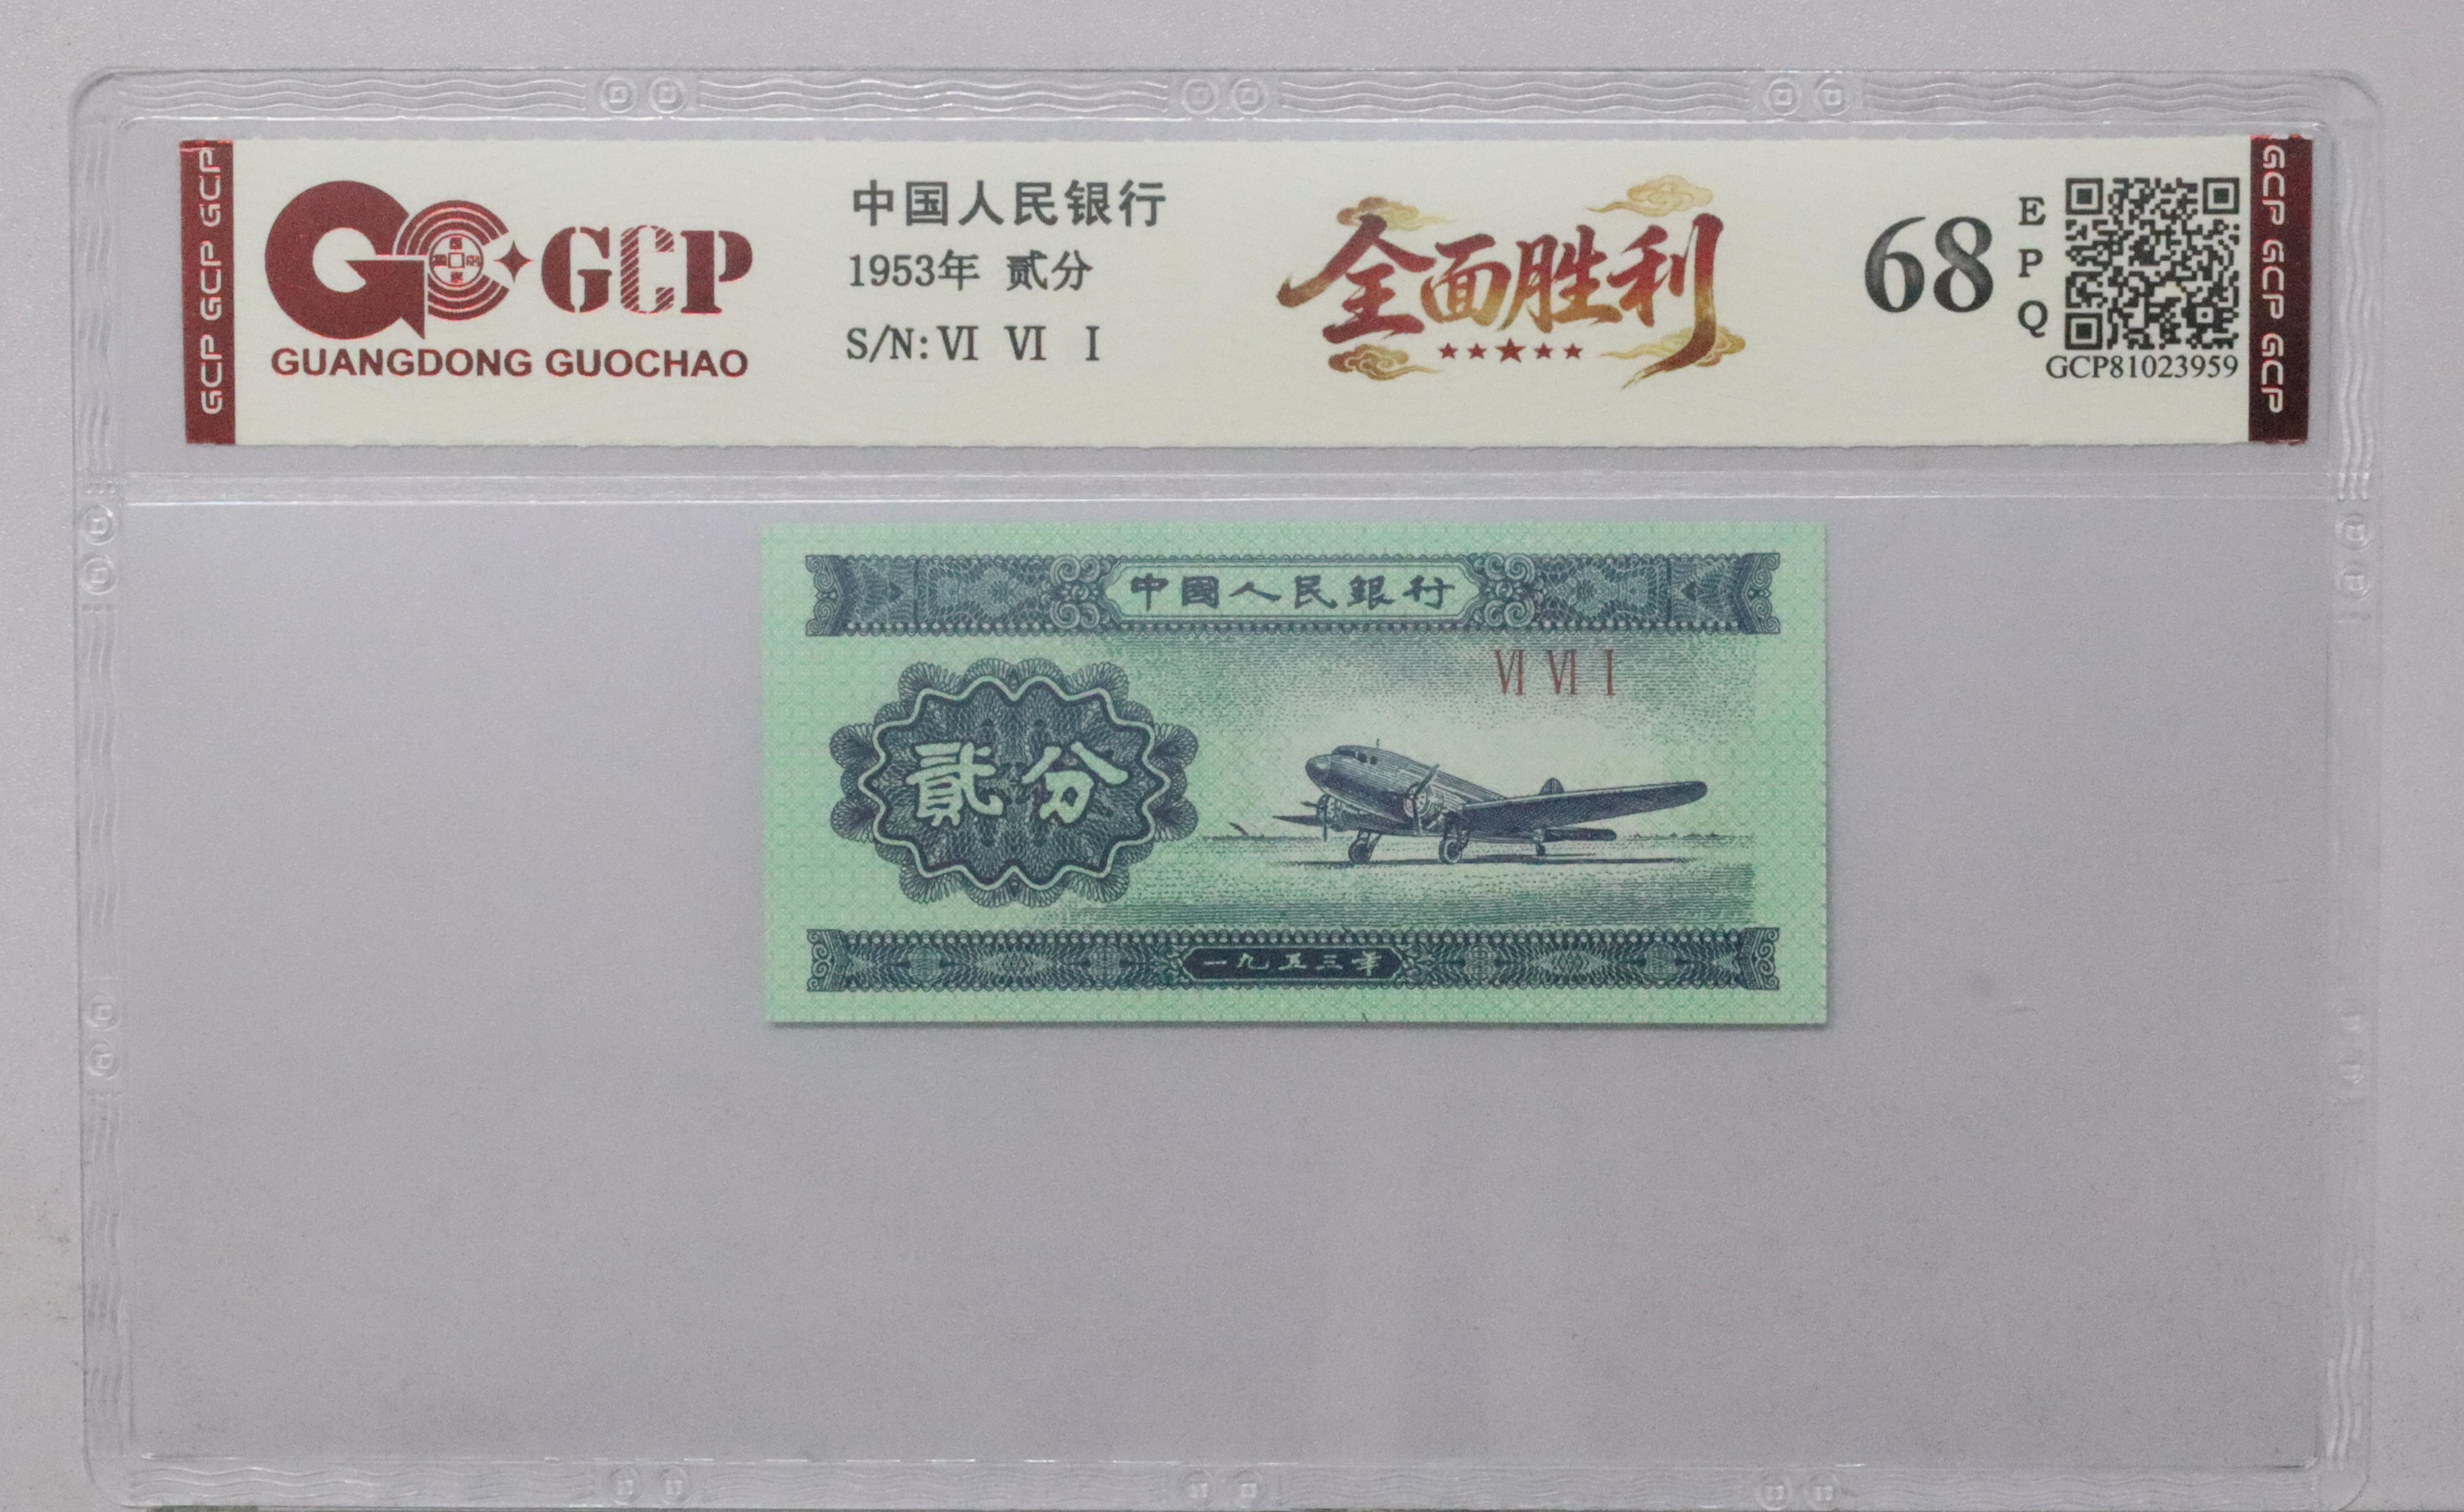 GCP GCP GCP
GCP
GUANGDONG GUOCHAO
中国人民银行
1953年 贰分
S/N: VI VI I
全面胜利
68
E
P
Q
GCP81023959
GCP GCP GCP
中國人民銀行
VI VI I
貳分
一九五三年